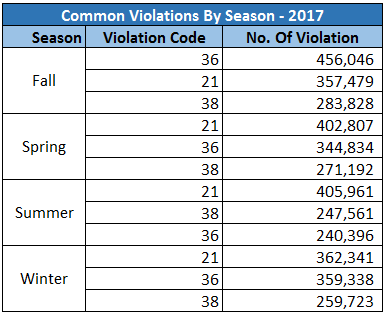 Common Violations By Season - 2017
Season Violation Code No. Of Violation
Fall 36 456,046
21 357,479
38 283,828
Spring 21 402,807
36 344,834
38 271,192
Summer 21 405,961
38 247,561
36 240,396
Winter 21 362,341
36 359,338
38 259,723